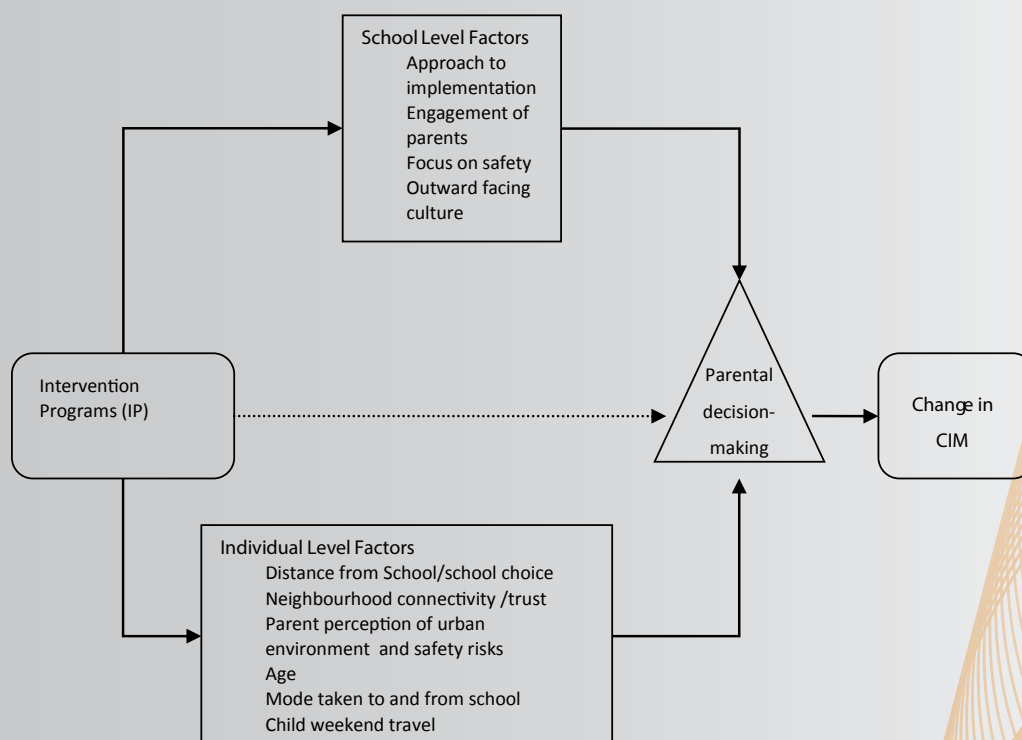 School Level Factors
Approach to
implementation
Engagement of
parents
Focus on safety
Outward facing
culture
Intervention
Programs (IP)
Parental
decision-
making
Change in
CIM
Individual Level Factors
Distance from School/school choice
Neighbourhood connectivity /trust
Parent perception of urban
environment and safety risks
Age
Mode taken to and from school
Child weekend travel